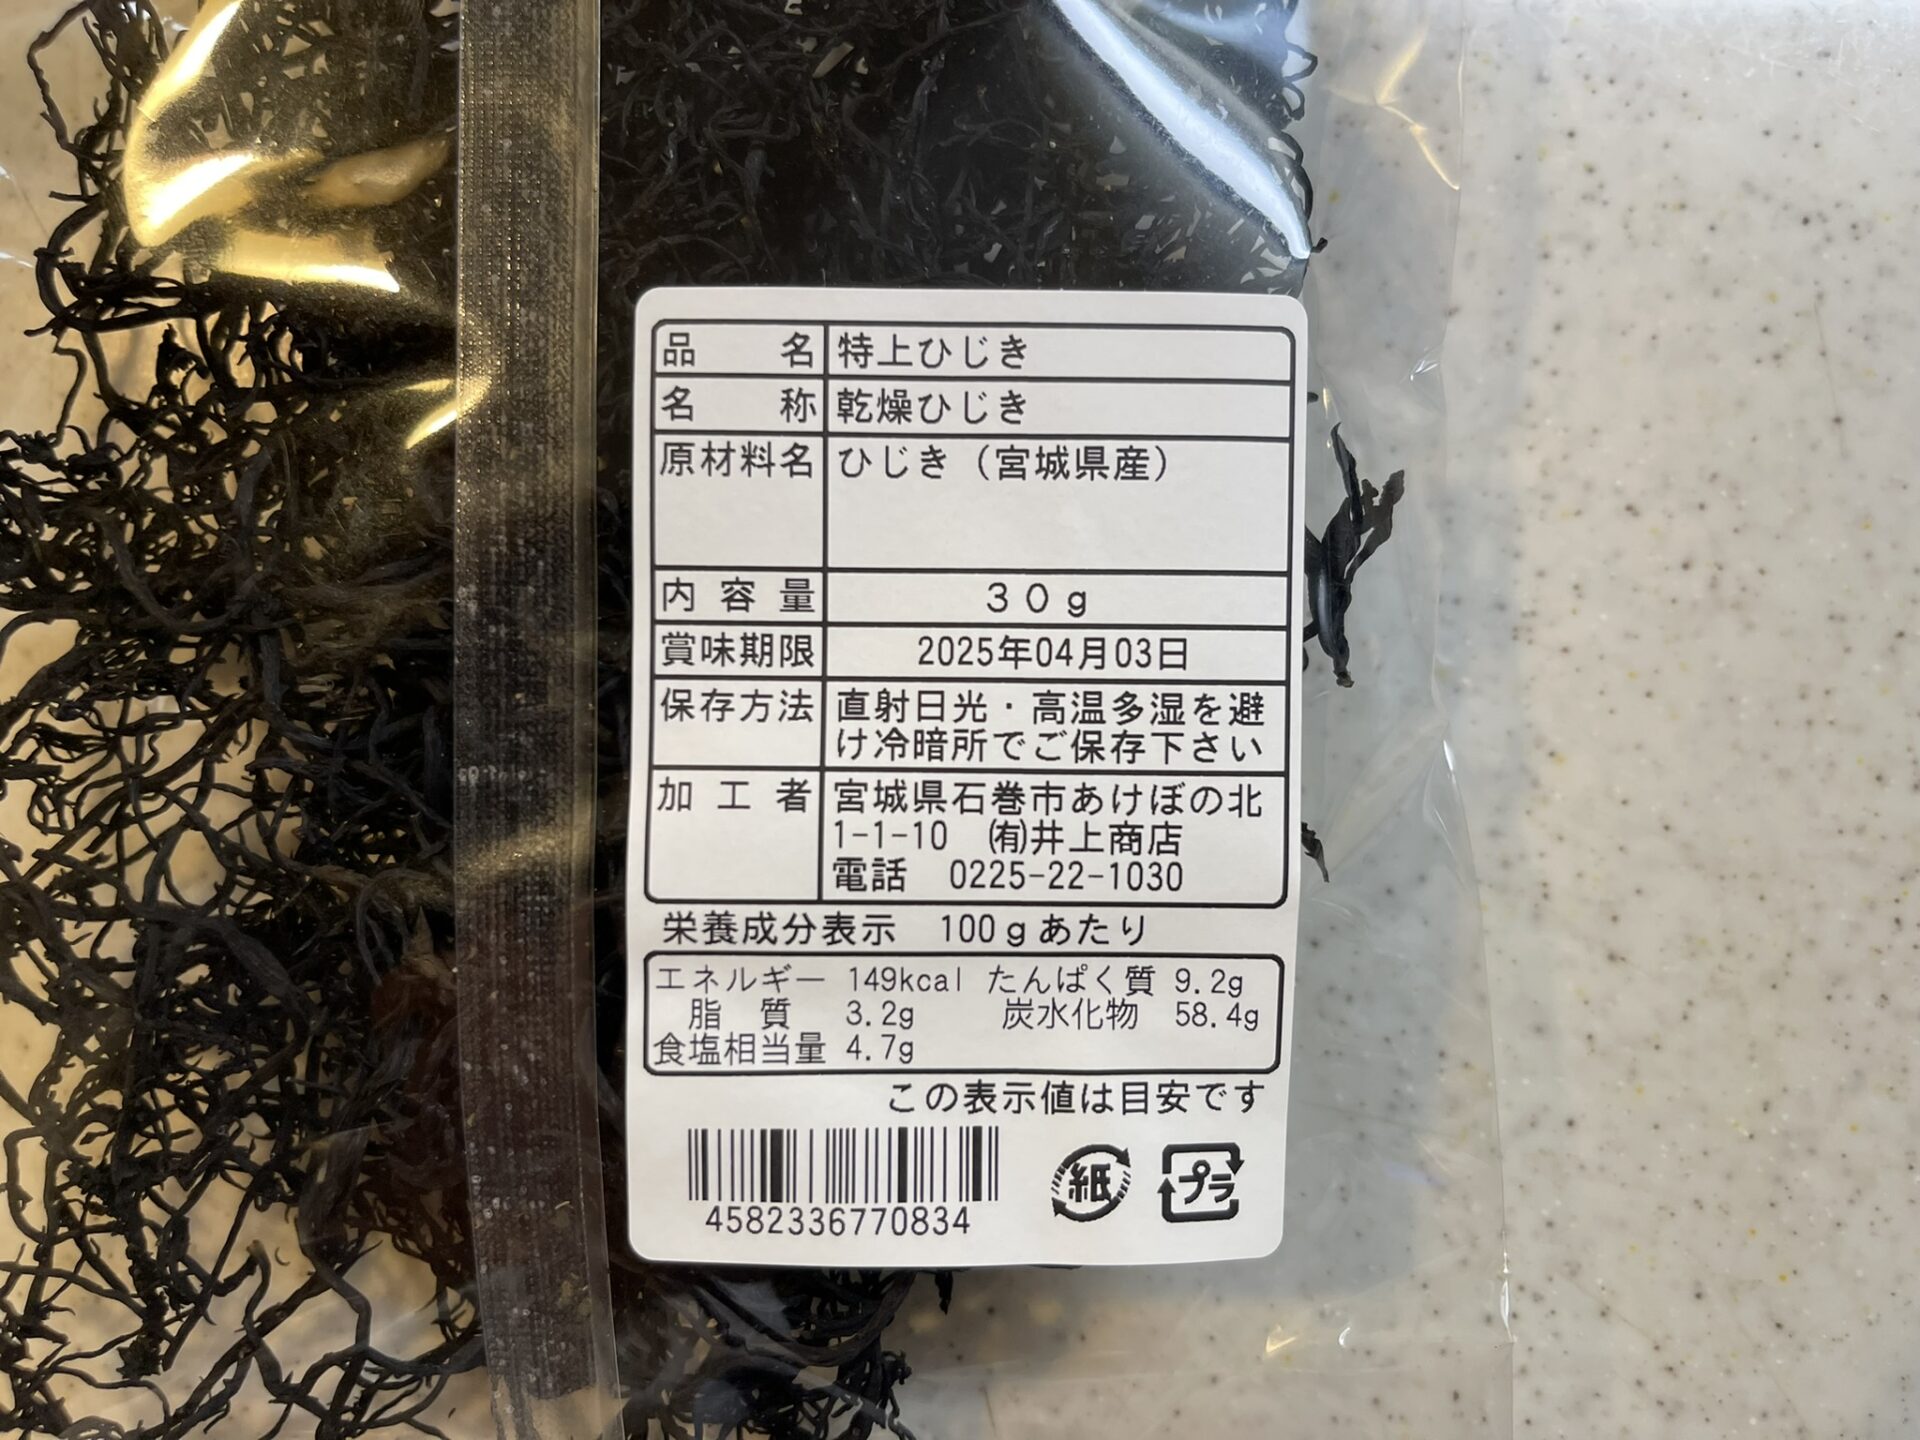 品名 特上ひじき
名称 乾燥ひじき
原材料名 ひじき（宮城県産）
内容量 30g
賞味期限 2025年04月03日
保存方法 直射日光・高温多湿を避
け冷暗所でご保存下さい
加工者 宮城県石巻市あけぼの北
1-1-10 ㈲井上商店
電話 0225-22-1030
栄養成分表示 100gあたり
エネルギー 149kcal たんぱく質 9.2g
脂質 3.2g 炭水化物 58.4g
食塩相当量 4.7g
この表示値は目安です
紙 プラ
4582336770834